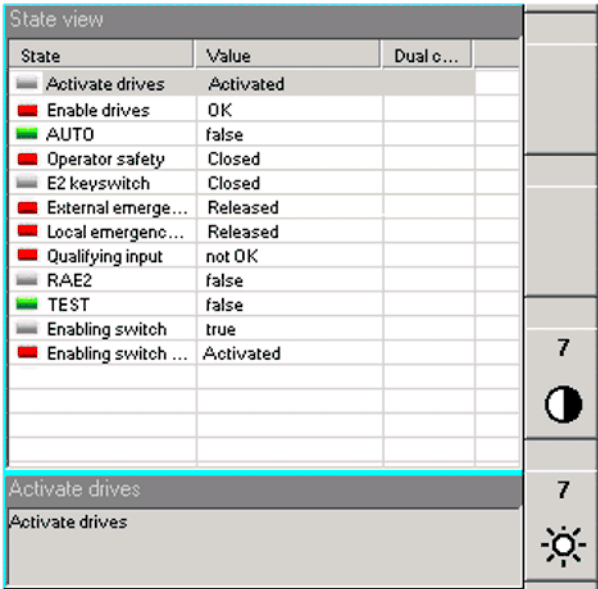 State view
State Value Dual c...
Activate drives Activated
Enable drives OK
AUTO false
Operator safety Closed
E2 keyswitch Closed
External emerge... Released
Local emergenc... Released
Qualifying input not OK
RAE2 false
TEST false
Enabling switch true
Enabling switch ... Activated
7
Activate drives
7
Activate drives